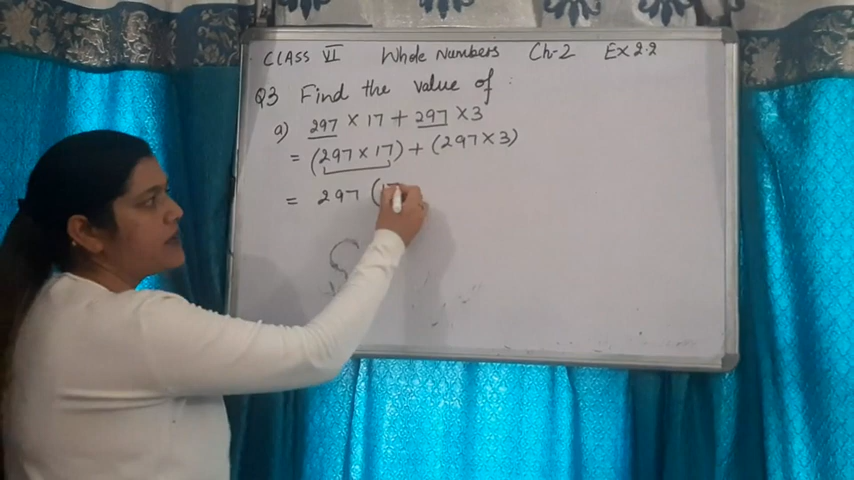 CLASS VI Whole Numbers Ch-2 Ex 2.2
Q3 Find the value of :
a) 297 × 17 + 297 × 3
= (297 × 17) + (297 × 3)
= 297 (17